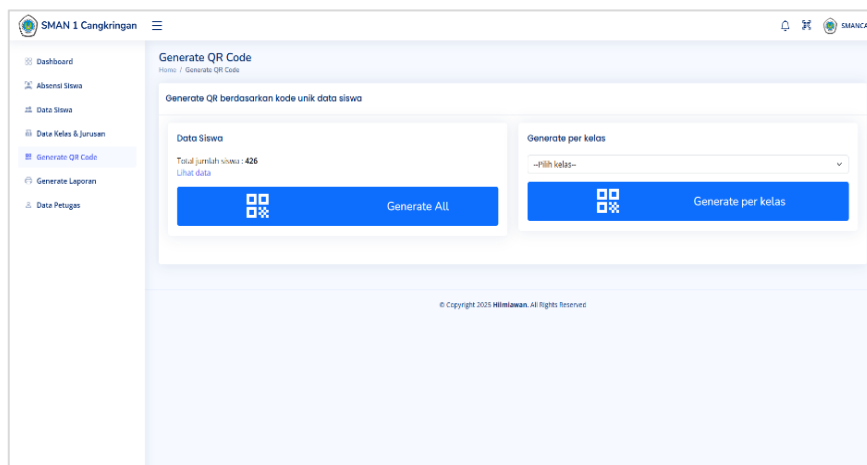 SMAN 1 Cangkringan
SMANCA
Dashboard
Absensi Siswa
Data Siswa
Data Kelas & Jurusan
Generate QR Code
Generate Laporan
Data Petugas
Generate QR Code
Home / Generate QR Code
Generate QR berdasarkan kode unik data siswa
Data Siswa
Total jumlah siswa : 426
Lihat data
Generate All
Generate per kelas
--Pilih kelas--
Generate per kelas
© Copyright 2025 Hilmiawan. All Rights Reserved